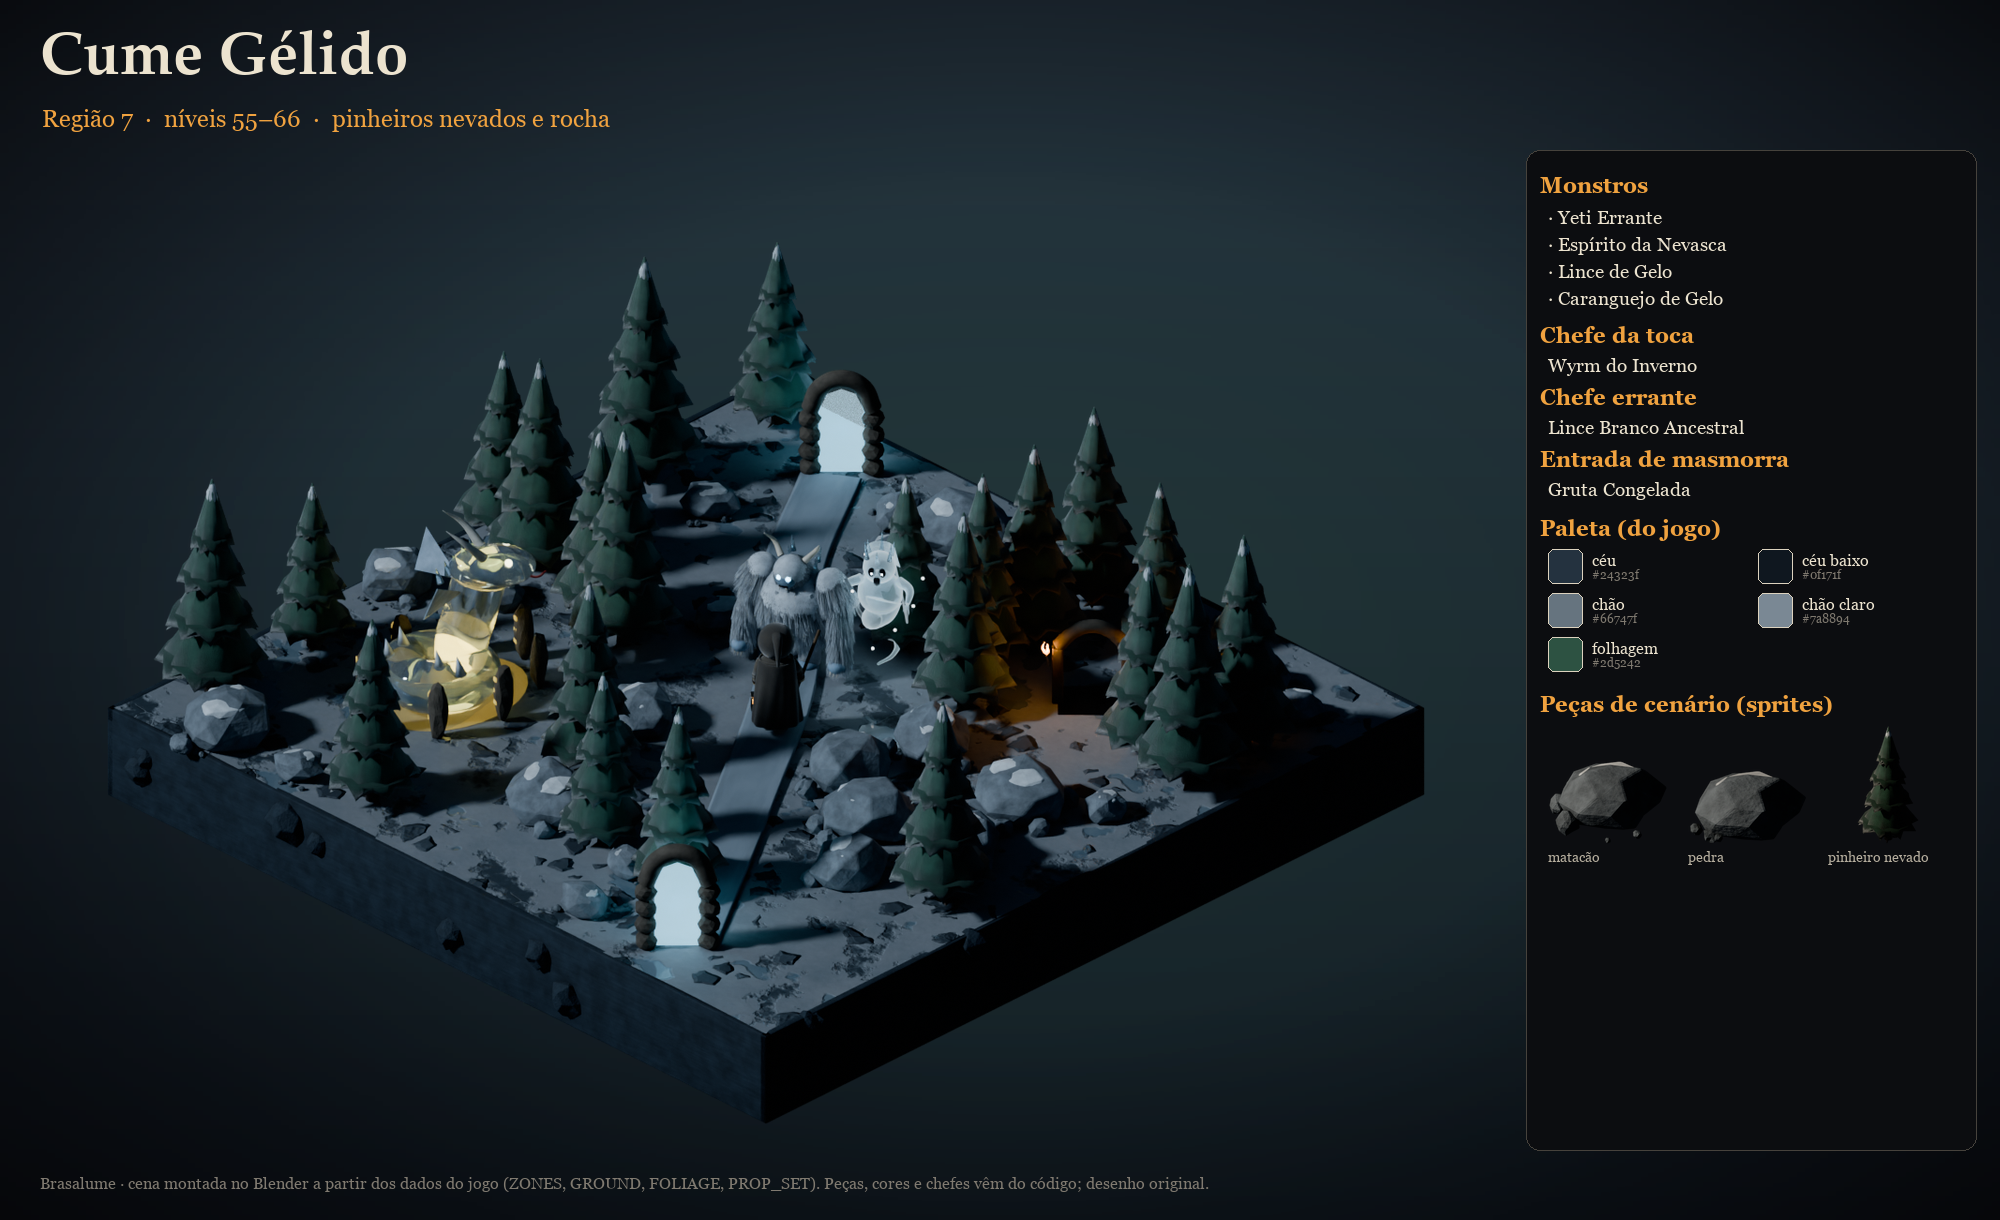 Cume Gélido
Região 7 · níveis 55–66 · pinheiros nevados e rocha
Monstros
· Yeti Errante
· Espírito da Nevasca
· Lince de Gelo
· Caranguejo de Gelo
Chefe da toca
Wyrm do Inverno
Chefe errante
Lince Branco Ancestral
Entrada de masmorra
Gruta Congelada
Paleta (do jogo)
céu
#24323f
céu baixo
#0f171f
chão
#66747f
chão claro
#7a8894
folhagem
#2d5242
Peças de cenário (sprites)
matacão
pedra
pinheiro nevado
Brasalume · cena montada no Blender a partir dos dados do jogo (ZONES, GROUND, FOLIAGE, PROP_SET). Peças, cores e chefes vêm do código; desenho original.